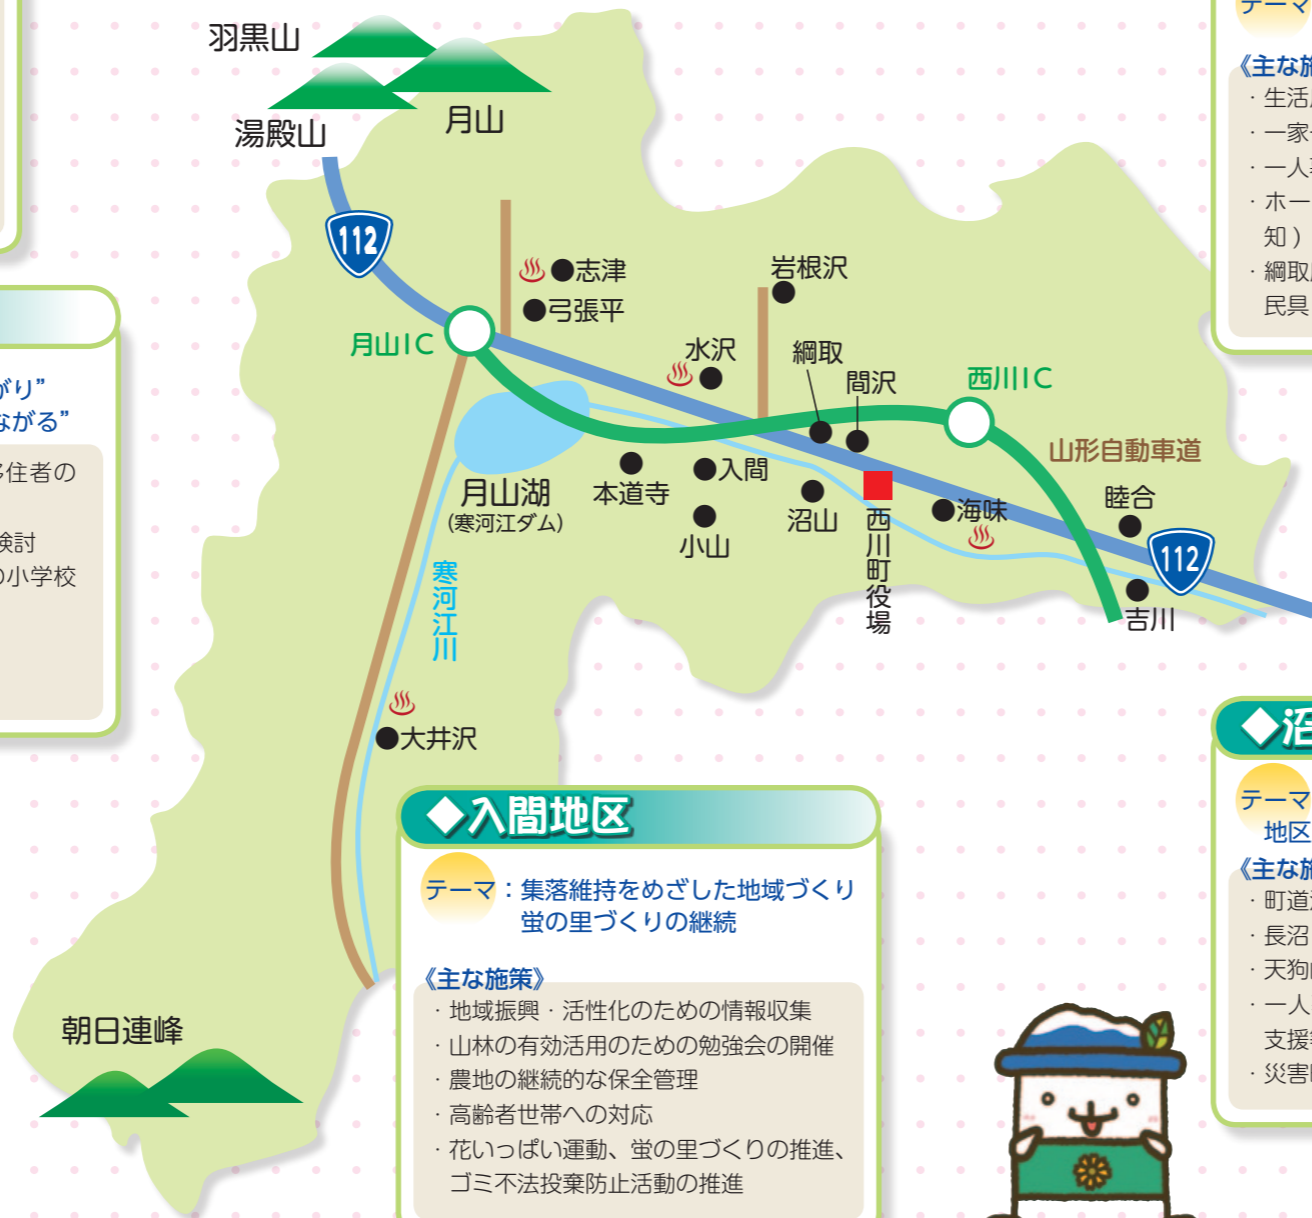 羽黒山
湯殿山
月山
112
志津
弓張平
岩根沢
月山IC
水沢
綱取
間沢
西川IC
山形自動車道
月山湖
(寒河江ダム)
本道寺
入間
小山
沼山
西川町役場
海味
睦合
112
吉川
寒河江川
大井沢
朝日連峰
がり”
ながる”
移住者の
検討
の小学校
◆入間地区
テーマ：集落維持をめざした地域づくり
蛍の里づくりの継続
《主な施策》
・地域振興・活性化のための情報収集
・山林の有効活用のための勉強会の開催
・農地の継続的な保全管理
・高齢者世帯への対応
・花いっぱい運動、蛍の里づくりの推進、
ゴミ不法投棄防止活動の推進
テーマ
《主な施
・生活
・一家
・一人
・ホー
知）
・綱取
民具
◆沼
テーマ
地区
《主な施
・町道
・長沼
・天狗
・一人
支援
・災害